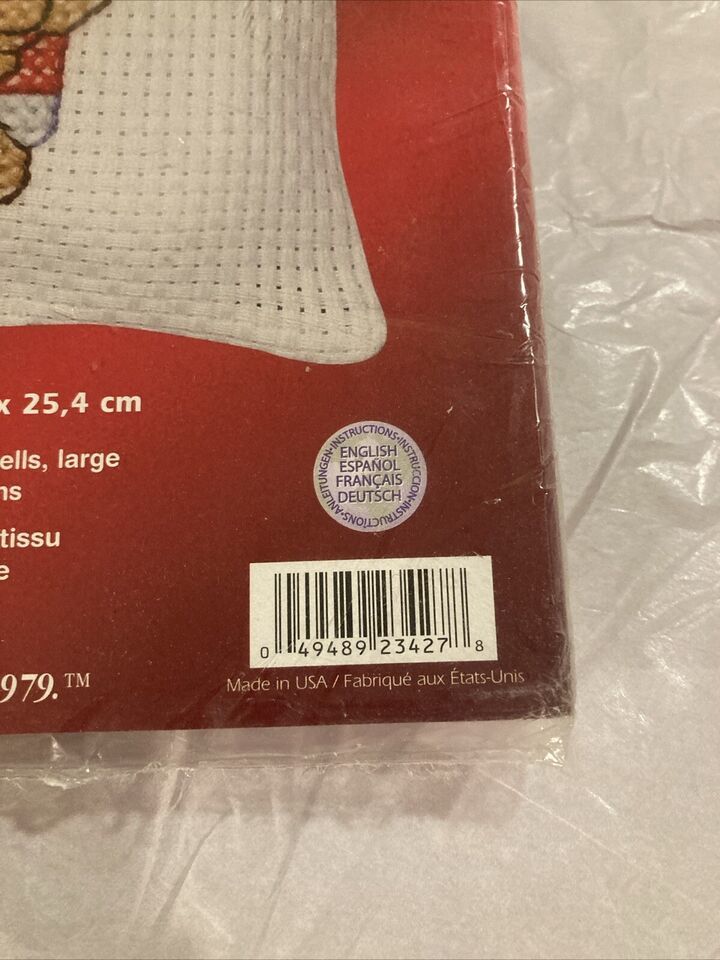 x 25,4 cm
ells, large
ns
tissu
e
979.™
INSTRUCTIONS•INSTRUCCION•INSTRUCTIONS•ANLEITUNGEN•
ENGLISH
ESPAÑOL
FRANÇAIS
DEUTSCH
0 49489 23427 8
Made in USA / Fabriqué aux États-Unis